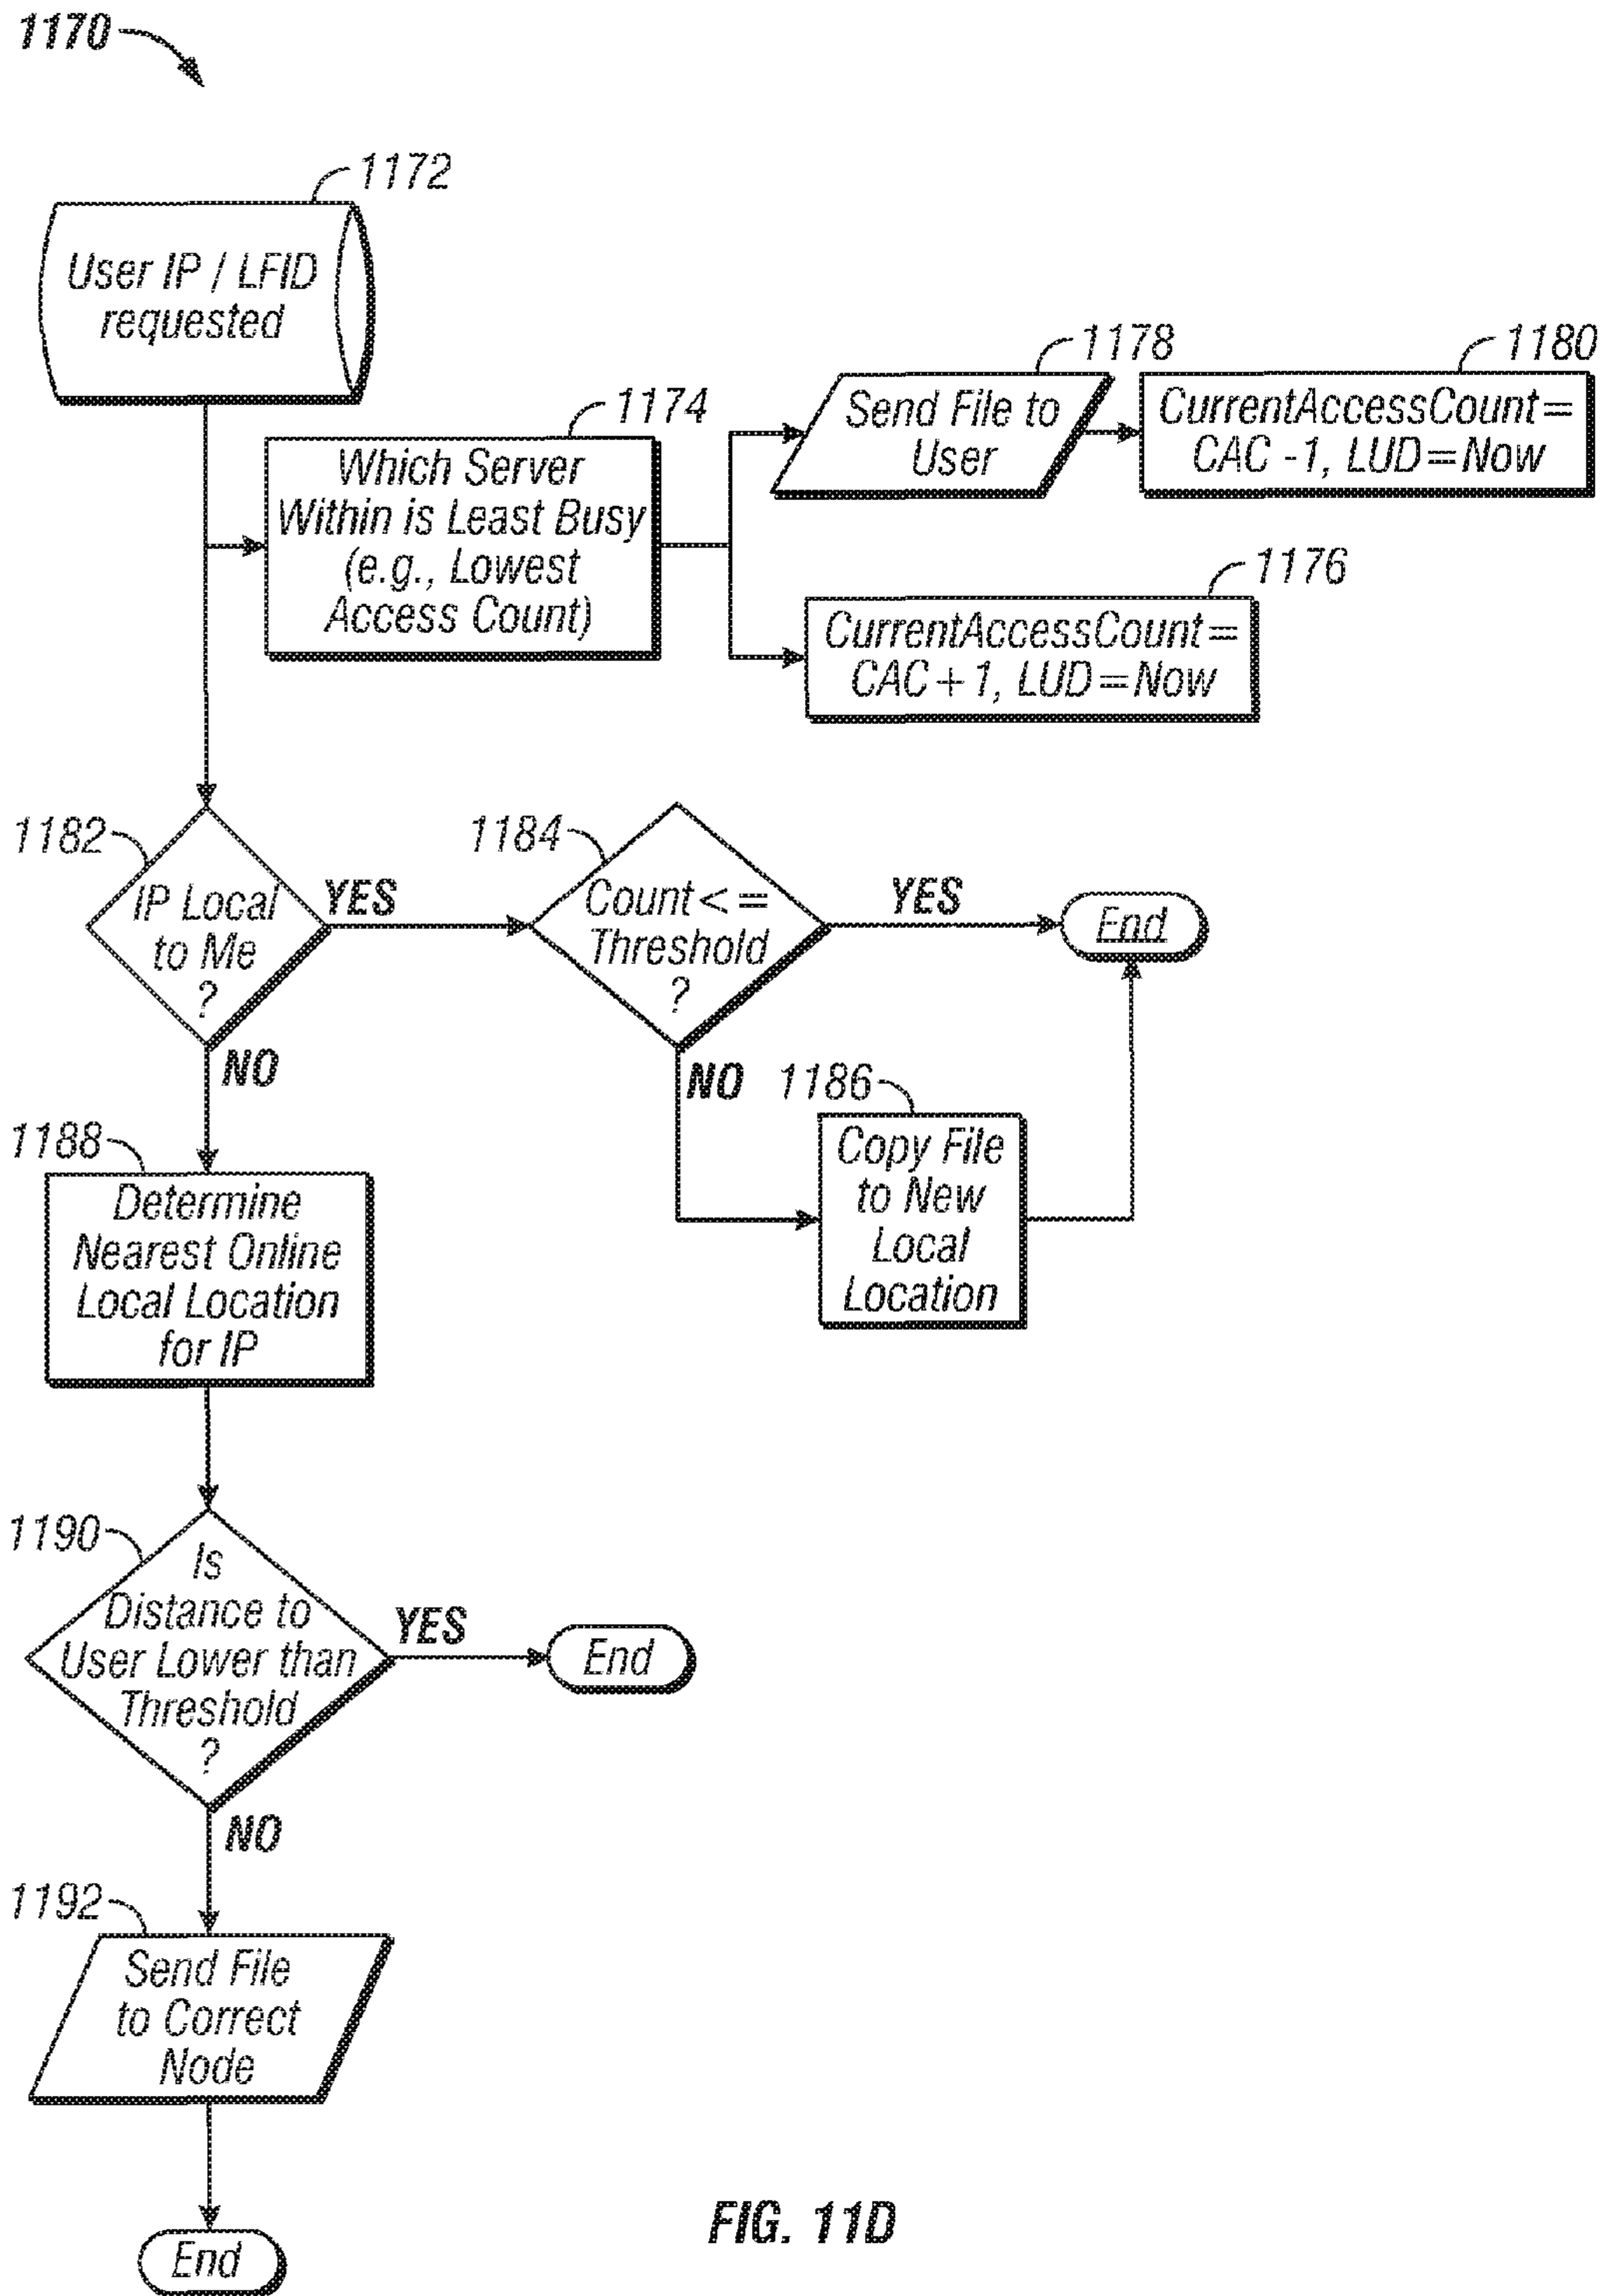 1170
1172
User IP / LFID
requested
1174
Which Server
Within is Least Busy
(e.g., Lowest
Access Count)
1178
Send File to
User
1180
CurrentAccessCount=
CAC -1, LUD=Now
1176
CurrentAccessCount=
CAC+1, LUD=Now
1182
IP Local
to Me
?
YES
NO
1184
Count<=
Threshold
?
YES
End
NO
1186
Copy File
to New
Local
Location
1188
Determine
Nearest Online
Local Location
for IP
1190
Is
Distance to
User Lower than
Threshold
?
YES
End
NO
1192
Send File
to Correct
Node
End
FIG. 11D